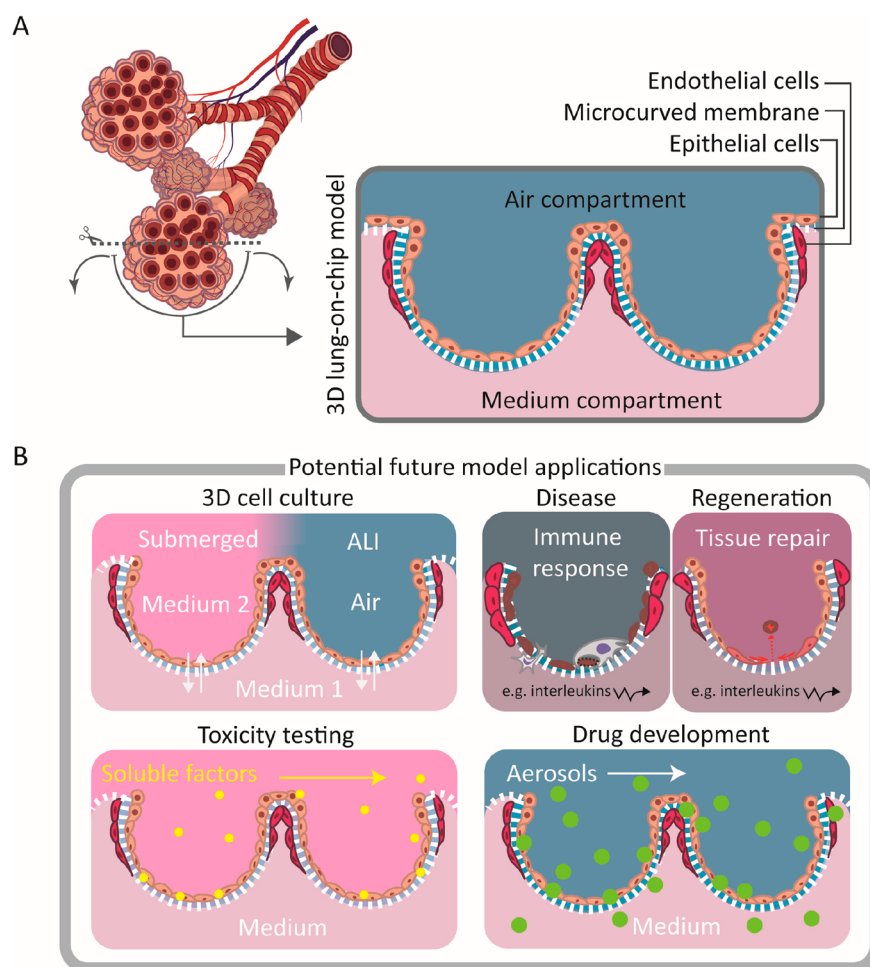 A
Endothelial cells
Microcurved membrane
Epithelial cells
3D lung-on-chip model
Air compartment
Medium compartment
B
Potential future model applications
3D cell culture
Submerged
ALI
Medium 2
Air
Medium 1
Disease
Immune
response
e.g. interleukins
Regeneration
Tissue repair
e.g. interleukins
Toxicity testing
Soluble factors
Medium
Drug development
Aerosols
Medium